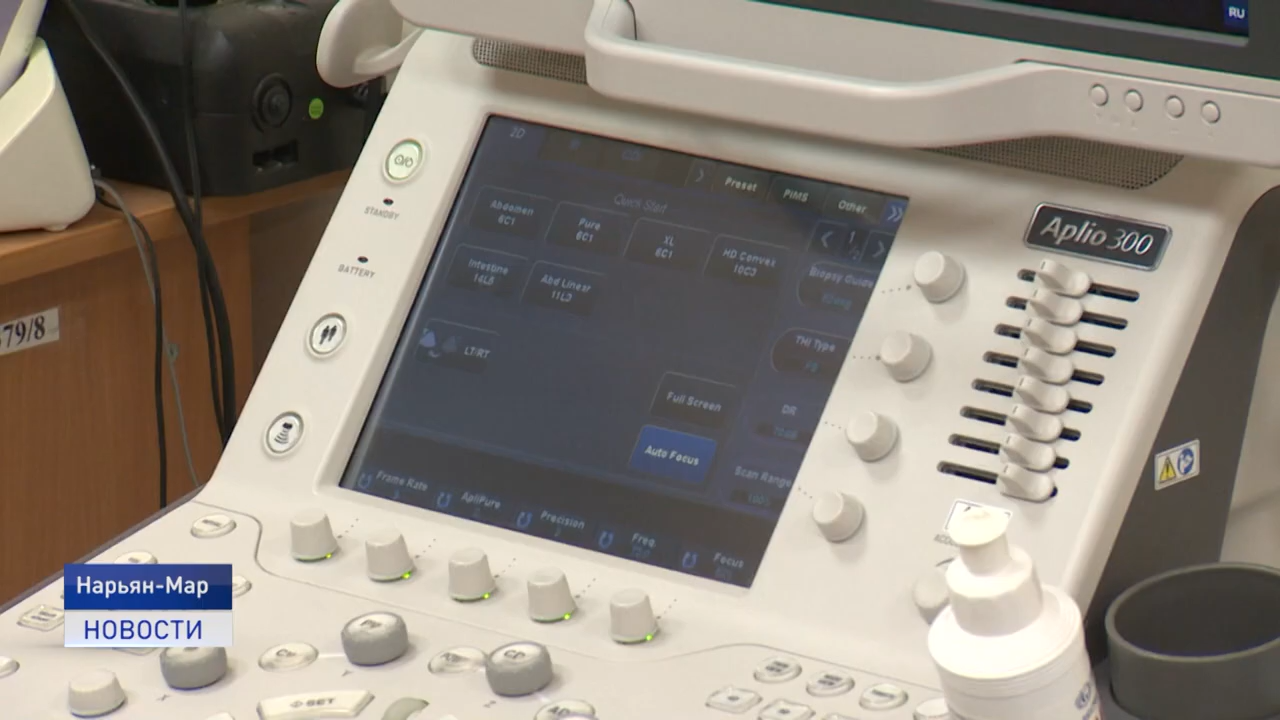 RU
2D
Preset
PIMS
Other
Quick Start
Abdomen
6C1
Pure
6C1
XL
6C1
HD Convex
10C3
Intestine
14L5
Abd Linear
11L3
Biopsy Guide
THI Type
LT/RT
Full Screen
Auto Focus
DR
Scan Range
Frame Rate
ApliPure
Precision
Freq.
Focus
STANDBY
BATTERY
Aplio 300
579/8
SET
Нарьян-Мар
НОВОСТИ